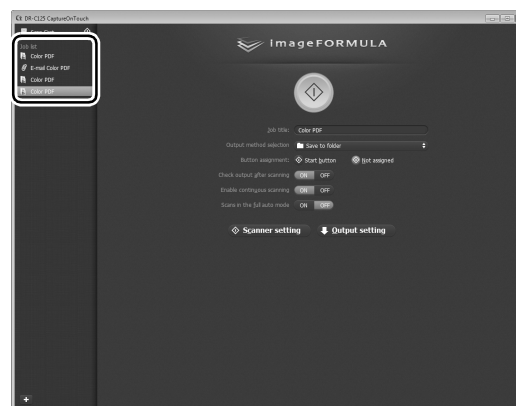 Ct DR-C125 CaptureOnTouch
Job list
Color PDF
E-mail Color PDF
Color PDF
Color PDF
imageFORMULA
Job title: Color PDF
Output method selection Save to folder
Button assignment: Start button Not assigned
Check output after scanning ON OFF
Enable continuous scanning ON OFF
Scans in the full auto mode ON OFF
Scanner setting Output setting
+